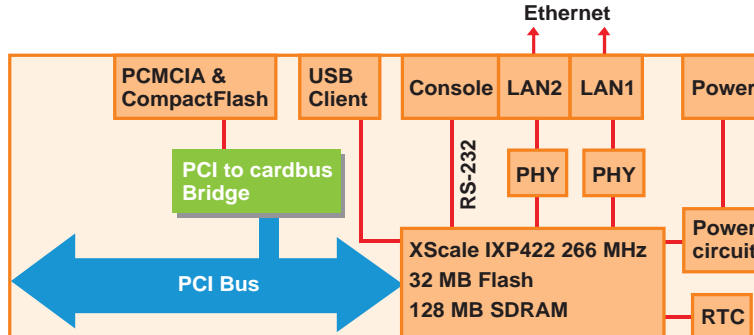 Ethernet
PCMCIA &
CompactFlash
USB
Client
Console
LAN2
LAN1
Power
PCI to cardbus
Bridge
RS-232
PHY
PHY
PCI Bus
XScale IXP422 266 MHz
32 MB Flash
128 MB SDRAM
Power
circuit
RTC